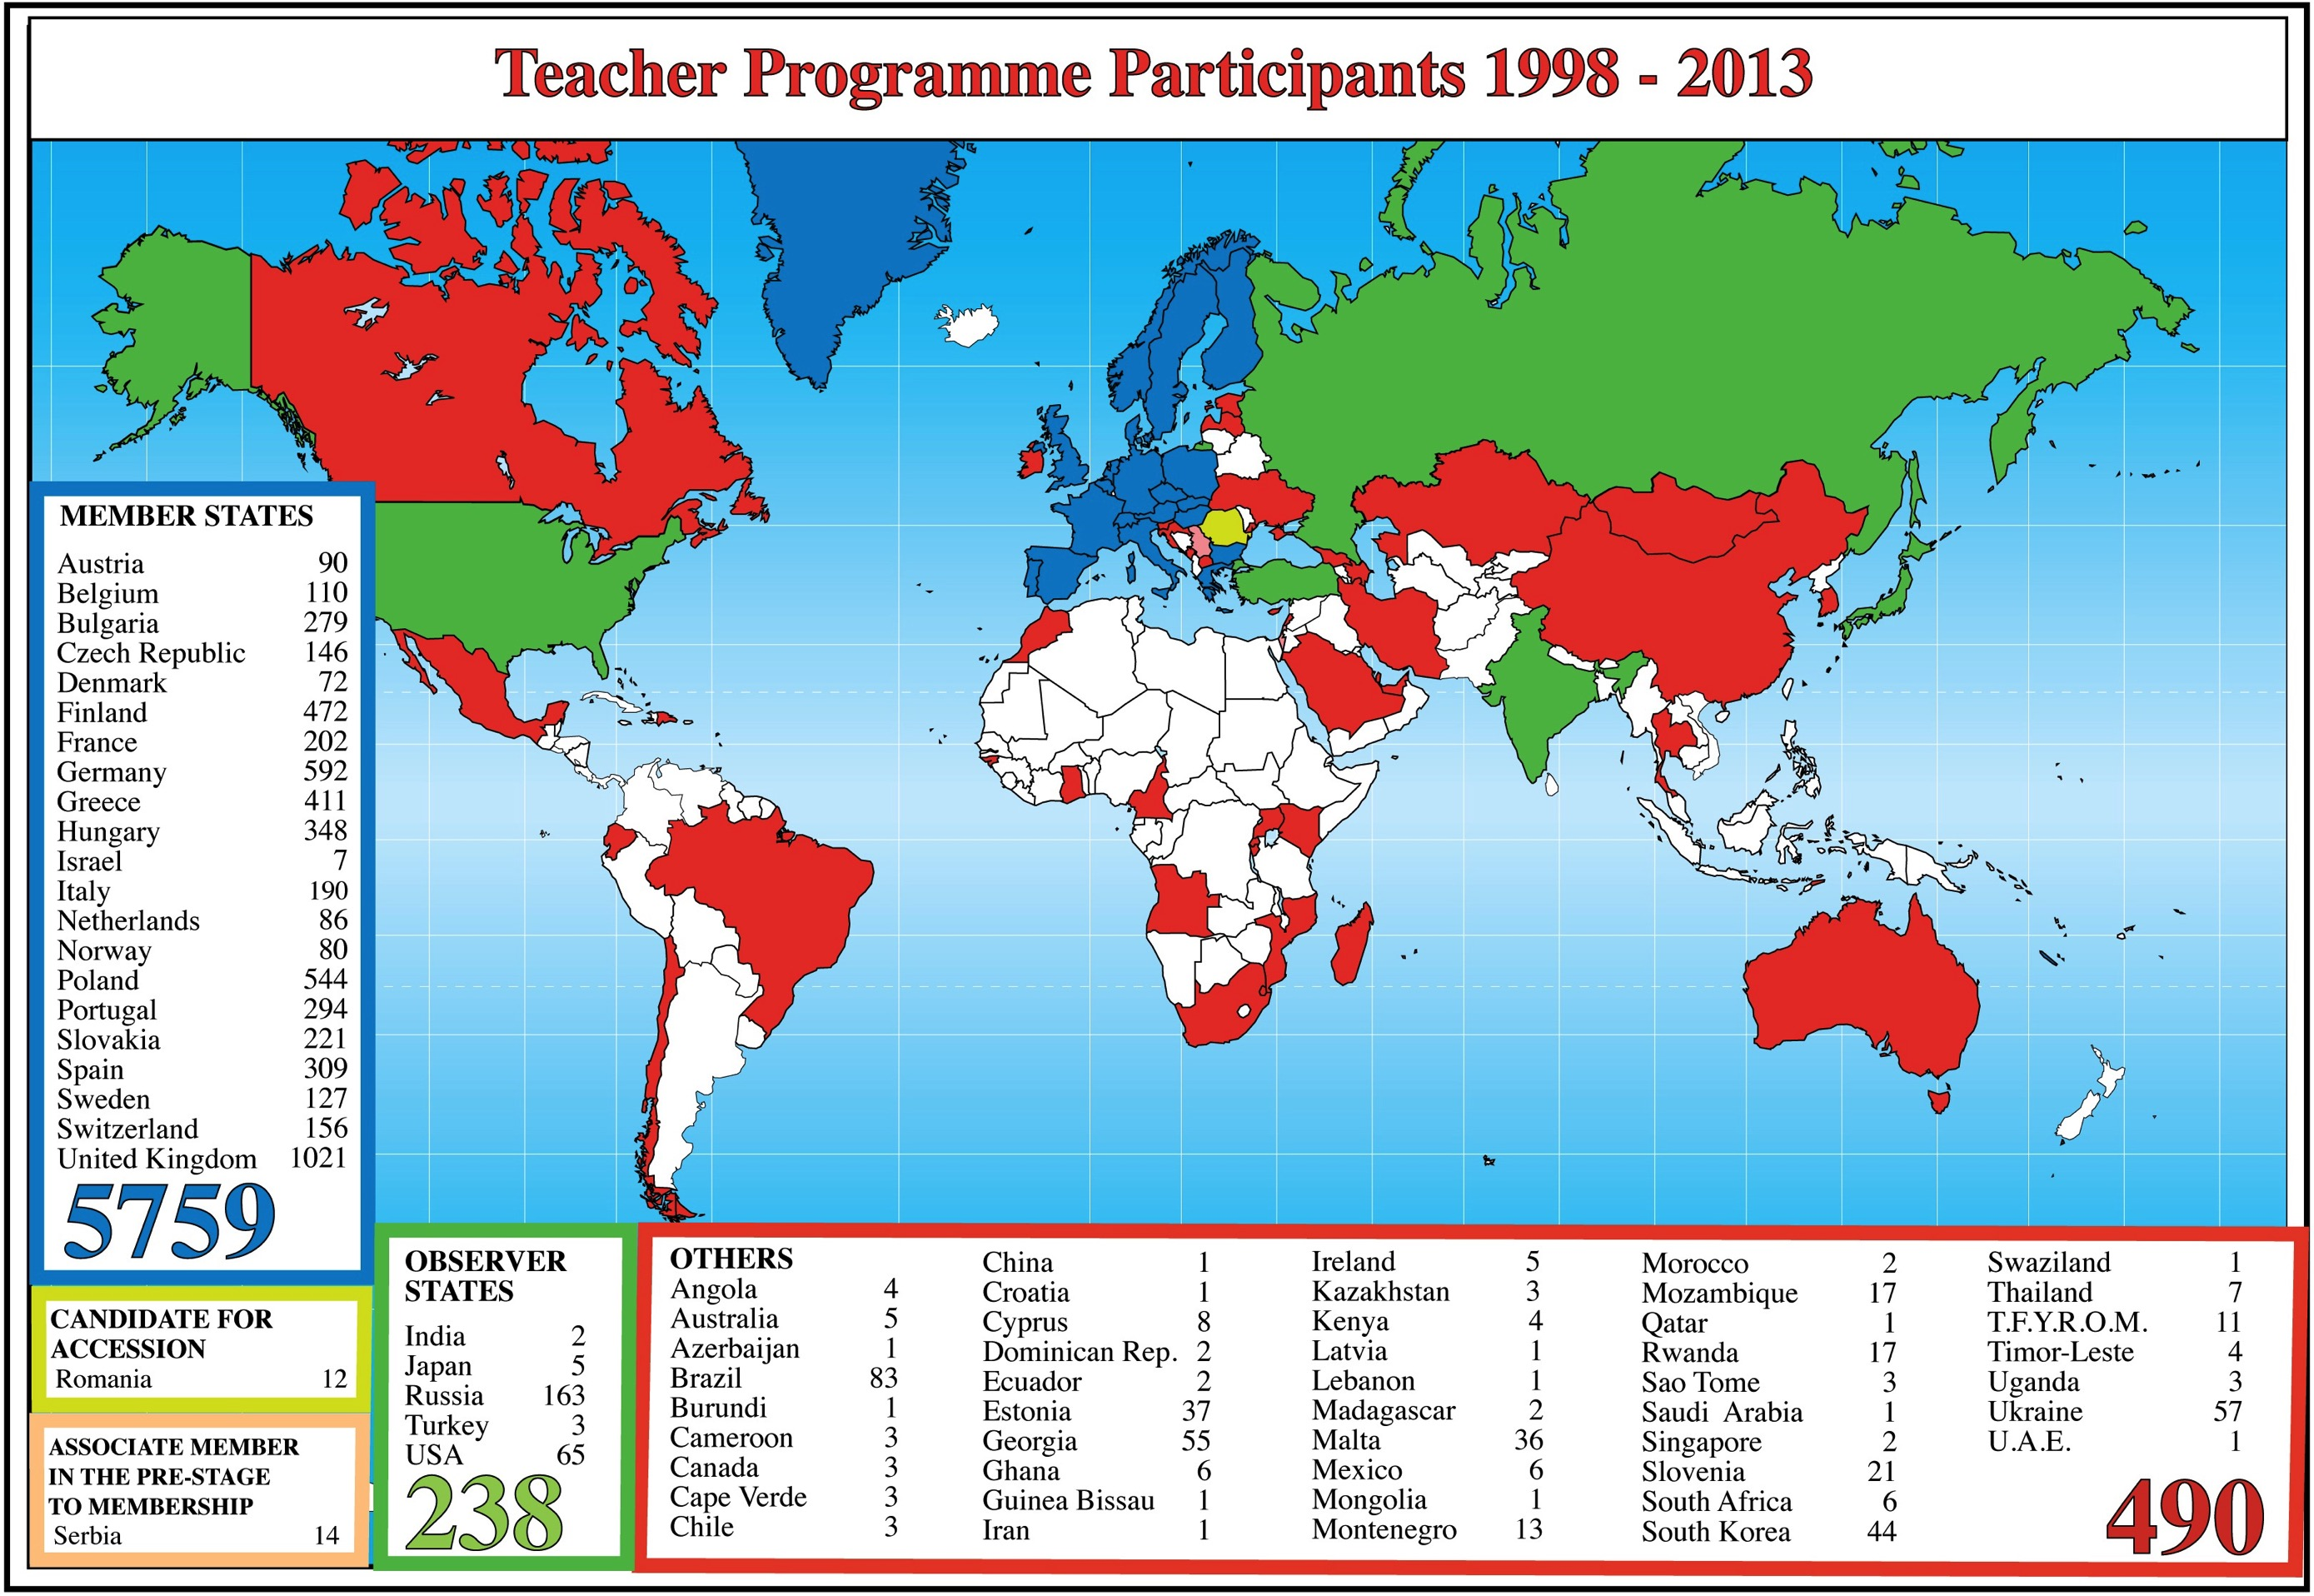 Teacher Programme Participants 1998 - 2013
MEMBER STATES
Austria 90
Belgium 110
Bulgaria 279
Czech Republic 146
Denmark 72
Finland 472
France 202
Germany 592
Greece 411
Hungary 348
Israel 7
Italy 190
Netherlands 86
Norway 80
Poland 544
Portugal 294
Slovakia 221
Spain 309
Sweden 127
Switzerland 156
United Kingdom 1021
5759
CANDIDATE FOR
ACCESSION
Romania 12
ASSOCIATE MEMBER
IN THE PRE-STAGE
TO MEMBERSHIP
Serbia 14
OBSERVER
STATES
India 2
Japan 5
Russia 163
Turkey 3
USA 65
238
OTHERS
Angola 4
Australia 5
Azerbaijan 1
Brazil 83
Burundi 1
Cameroon 3
Canada 3
Cape Verde 3
Chile 3
China 1
Croatia 1
Cyprus 8
Dominican Rep. 2
Ecuador 2
Estonia 37
Georgia 55
Ghana 6
Guinea Bissau 1
Iran 1
Ireland 5
Kazakhstan 3
Kenya 4
Latvia 1
Lebanon 1
Madagascar 2
Malta 36
Mexico 6
Mongolia 1
Montenegro 13
Morocco 2
Mozambique 17
Qatar 1
Rwanda 17
Sao Tome 3
Saudi Arabia 1
Singapore 2
Slovenia 21
South Africa 6
South Korea 44
Swaziland 1
Thailand 7
T.F.Y.R.O.M. 11
Timor-Leste 4
Uganda 3
Ukraine 57
U.A.E. 1
490